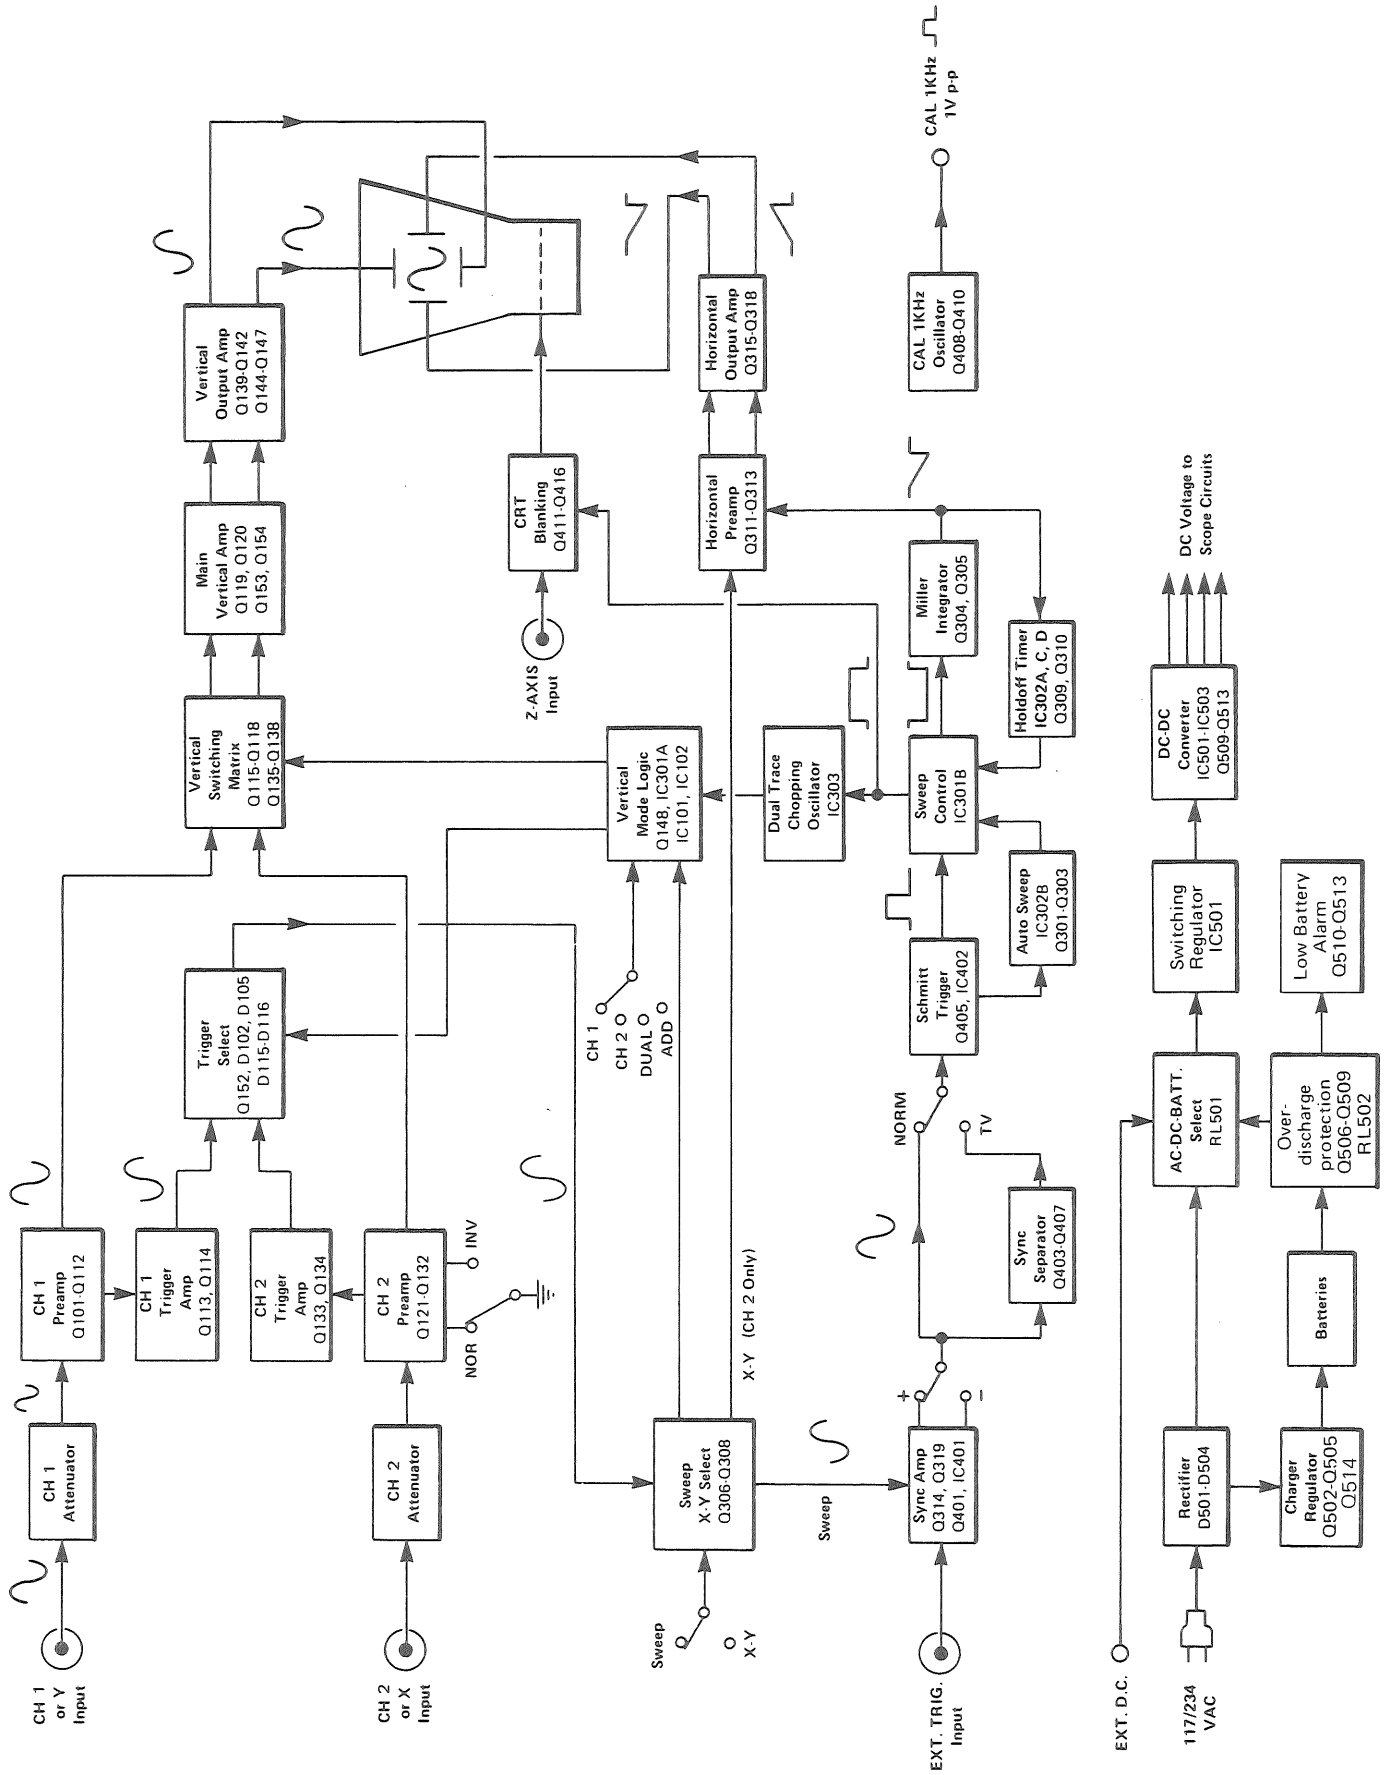 CH 1
or Y
Input
CH 1
Attenuator
CH 1
Preamp
Q101-Q112
CH 1
Trigger
Amp
Q113, Q114
CH 2
Trigger
Amp
Q133, Q134
CH 2
or X
Input
CH 2
Attenuator
CH 2
Preamp
Q121-Q132
NOR
INV
Trigger
Select
Q152, D102, D105
D115-D116
Vertical
Switching
Matrix
Q115-Q118
Q135-Q138
Main
Vertical Amp
Q119, Q120
Q153, Q154
Vertical
Output Amp
Q139-Q142
Q144-Q147
Z-AXIS
Input
CRT
Blanking
Q411-Q416
CH 1
CH 2
DUAL
ADD
Vertical
Mode Logic
Q148, IC301A
IC101, IC102
Sweep
X-Y
Sweep
X-Y Select
Q306-Q308
X-Y (CH 2 Only)
Sweep
Dual Trace
Chopping
Oscillator
IC303
Horizontal
Preamp
Q311-Q313
Horizontal
Output Amp
Q315-Q318
EXT. TRIG.
Input
Sync Amp
Q314, Q319
Q401, IC401
+
–
Sync
Separator
Q403-Q407
NORM
TV
Schmitt
Trigger
Q405, IC402
Auto Sweep
IC302B
Q301-Q303
Sweep
Control
IC301B
Miller
Integrator
Q304, Q305
Holdoff Timer
IC302A, C, D
Q309, Q310
CAL 1KHz
Oscillator
Q408-Q410
CAL 1KHz
1V p-p
EXT. D.C.
117/234
VAC
Rectifier
D501-D504
Charger
Regulator
Q502-Q505
Q514
Batteries
AC-DC-BATT.
Select
RL501
Over-
discharge
protection
Q506-Q509
RL502
Switching
Regulator
IC501
Low Battery
Alarm
Q510-Q513
DC-DC
Converter
IC501-IC503
Q509-Q513
DC Voltage to
Scope Circuits